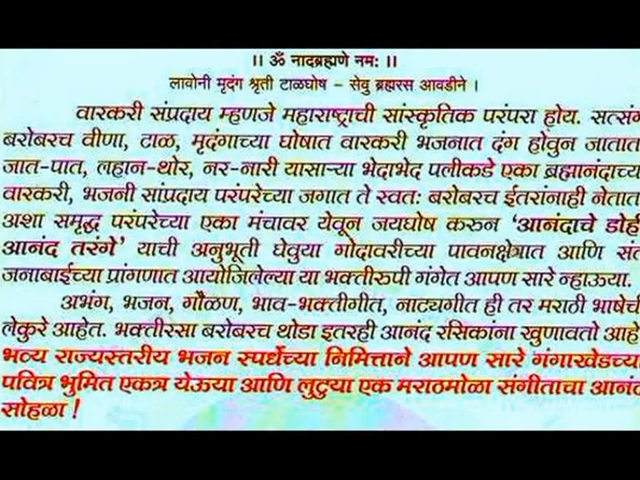 ।। ॐ नादब्रह्मणे नमः ।।
लावोनी मृदंग श्रृती टाळघोष - सेवु ब्रह्मरस आवडीने ।
वारकरी संप्रदाय म्हणजे महाराष्ट्राची सांस्कृतिक परंपरा होय. सत्संग
बरोबरच वीणा, टाळ, मृदंगाच्या घोषात वारकरी भजनात दंग होवुन जातात
जात-पात, लहान-थोर, नर-नारी यासाऱ्या भेदाभेद पलीकडे एका ब्रह्मानंदाच्य
वारकरी, भजनी सांप्रदाय परंपरेच्या जगात ते स्वतः बरोबरच ईतरांनाही नेतात
अशा समृद्ध परंपरेच्या एका मंचावर येवून जयघोष करुन 'आनंदाचे डोह
आनंद तरंगे' याची अनुभूती घेवुया गोदावरीच्या पावनक्षेत्रात आणि सं
जनाबाईच्या प्रांगणात आयोजिलेल्या या भक्तीरुपी गंगेत आपण सारे न्हाऊया.
अभंग, भजन, गौळण, भाव-भक्तीगीत, नाट्यगीत ही तर मराठी भाषेच
लेकुरे आहेत. भक्तीरसा बरोबरच थोडा इतरही आनंद रसिकांना खुणावतो आहे
भव्य राज्यस्तरीय भजन स्पर्धेच्या निमित्ताने आपण सारे गंगाखेडच्य
पवित्र भुमित एकत्र येऊया आणि लुटुया एक मराठमोळा संगीताचा आनंद
सोहळा !